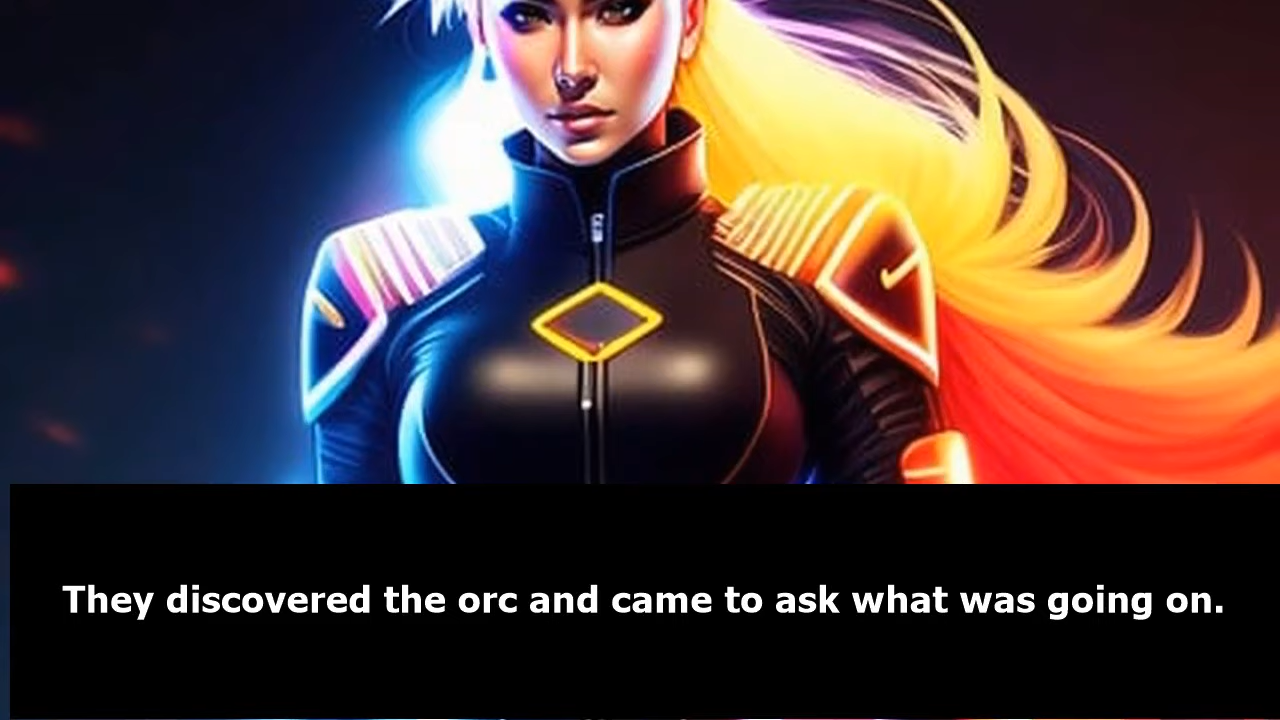 They discovered the orc and came to ask what was going on.